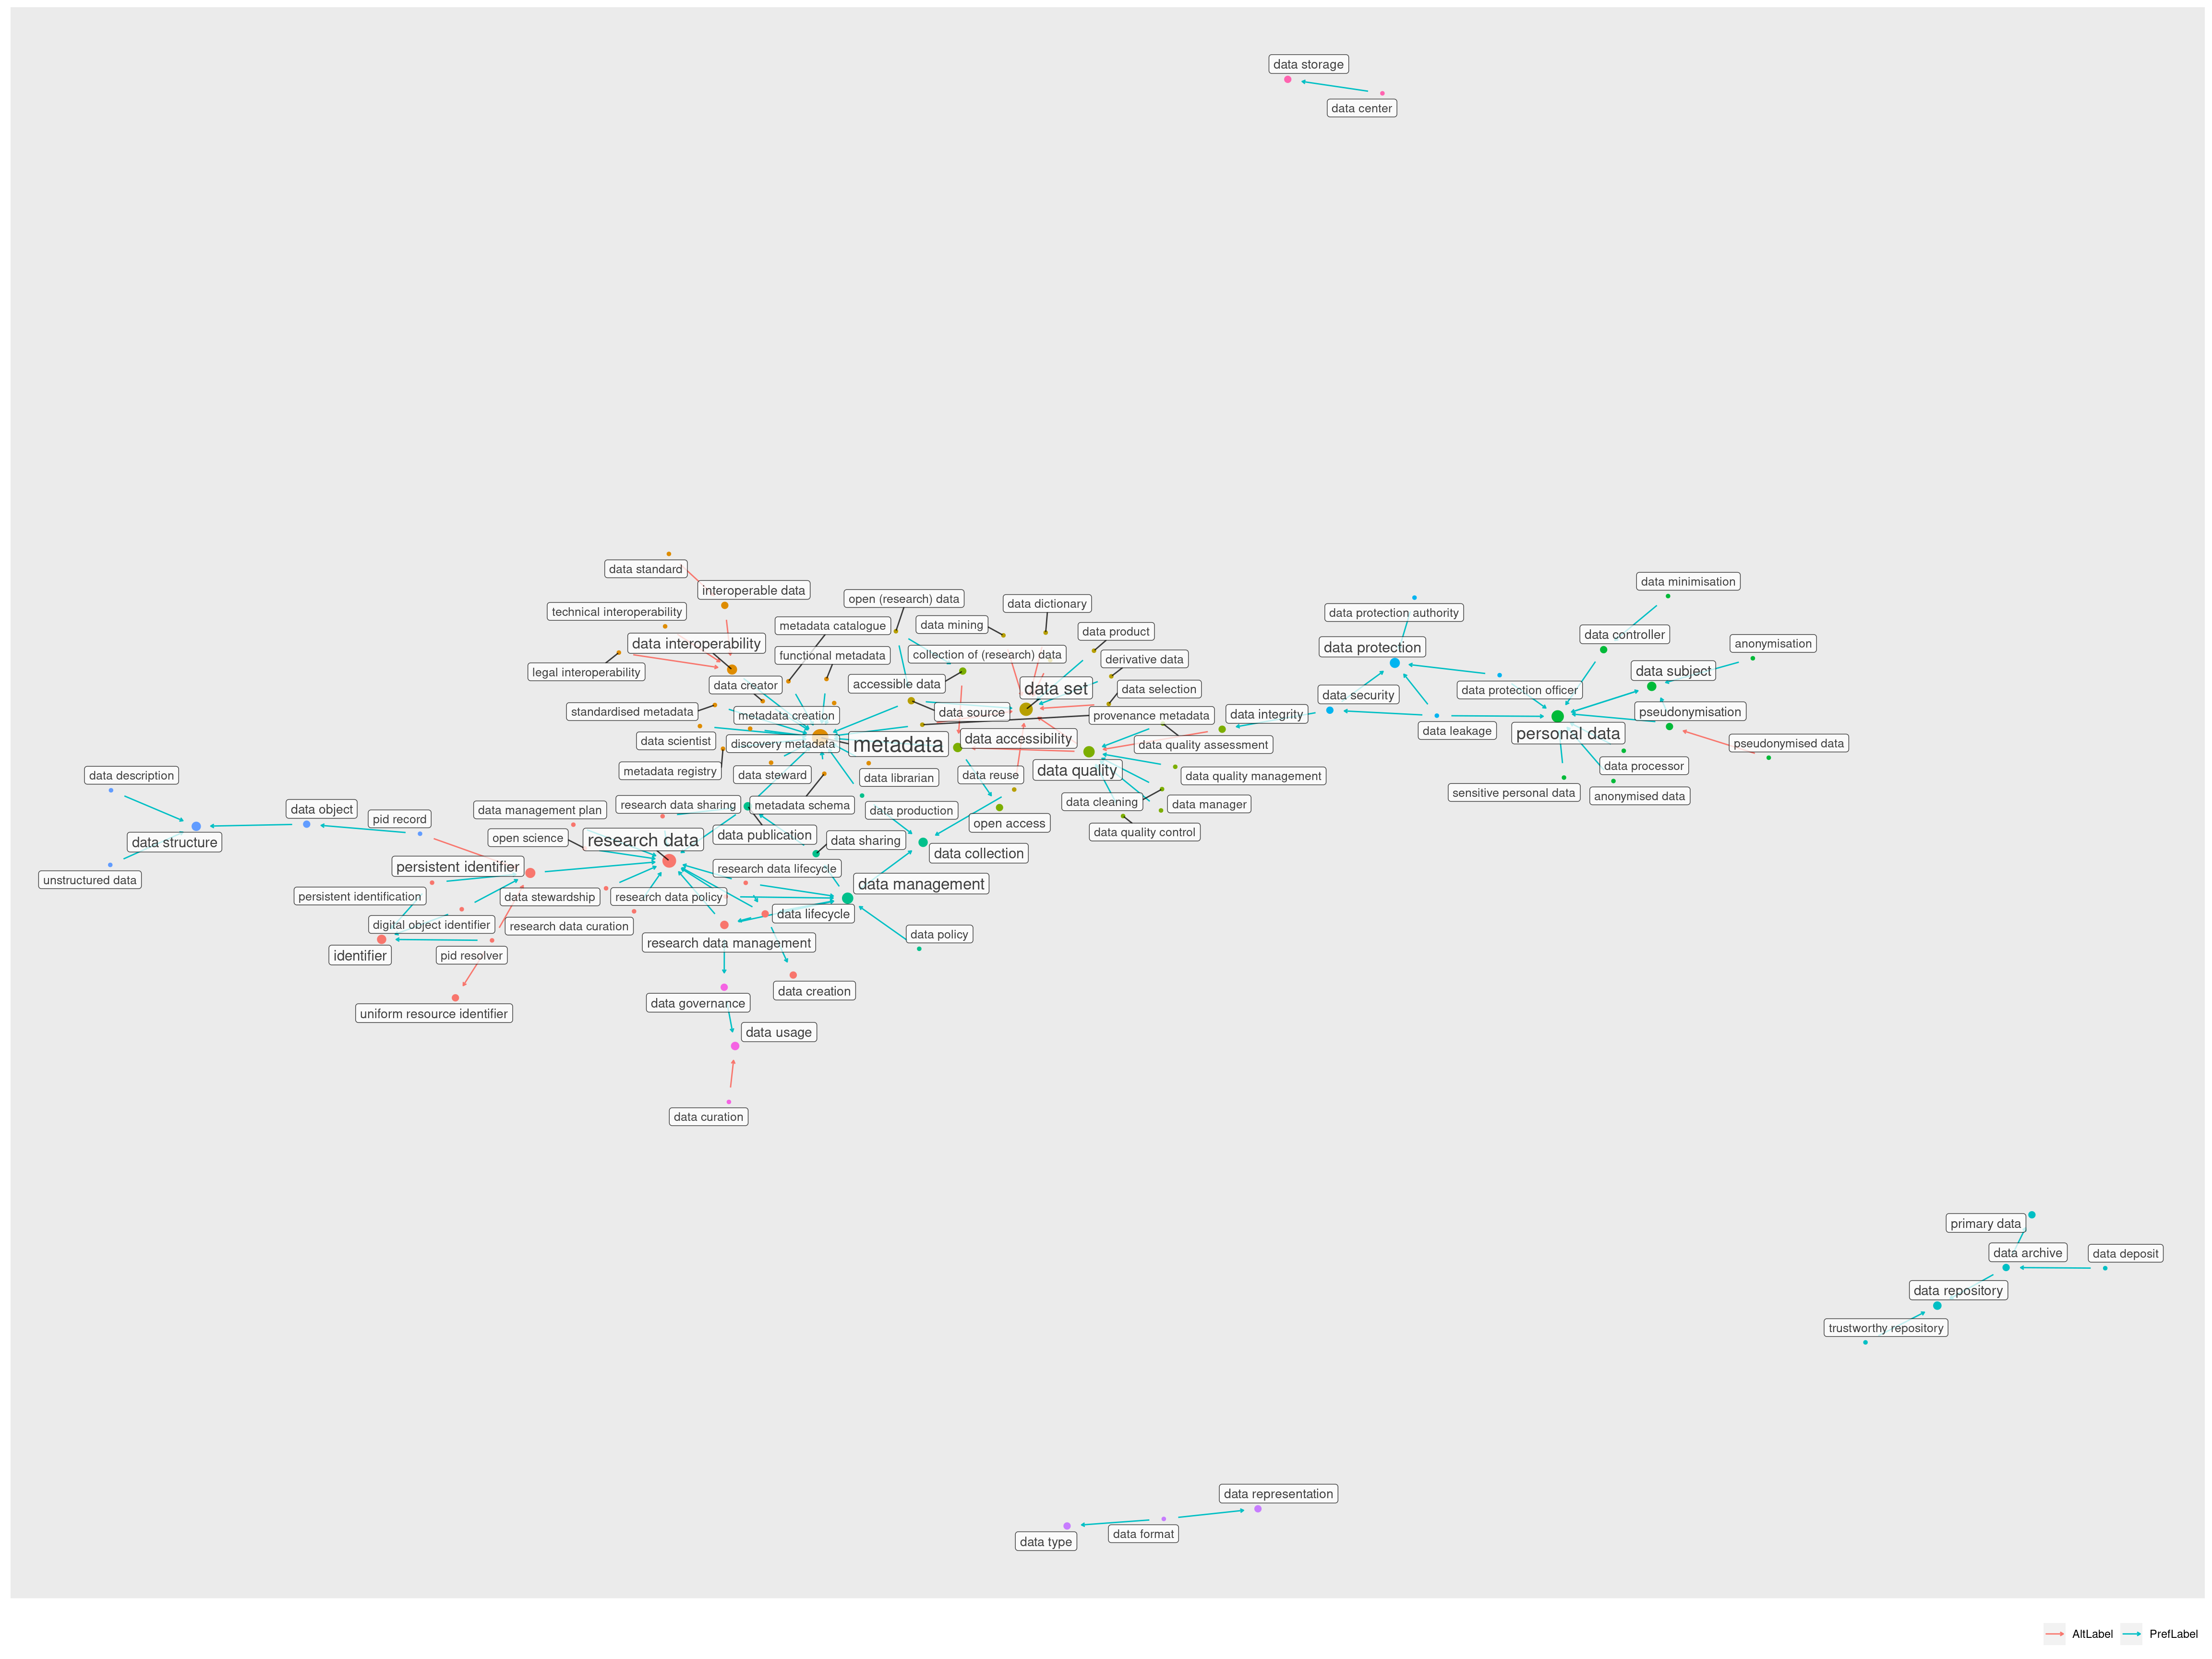 data storage
data center
data standard
interoperable data
data minimisation
open (research) data
data dictionary
technical interoperability
data protection authority
metadata catalogue
data mining
data product
data controller
data interoperability
data protection
anonymisation
functional metadata
collection of (research) data
derivative data
legal interoperability
data subject
data creator
accessible data
data set
data selection
data protection officer
data security
standardised metadata
metadata creation
data source
provenance metadata
data integrity
pseudonymisation
data scientist
discovery metadata
metadata
data accessibility
data quality assessment
data leakage
personal data
pseudonymised data
metadata registry
data steward
data librarian
data reuse
data quality
data quality management
data processor
data description
sensitive personal data
anonymised data
data management plan
research data sharing
metadata schema
data production
data cleaning
data manager
data object
pid record
open access
data quality control
open science
research data
data publication
data sharing
data structure
data collection
persistent identifier
research data lifecycle
unstructured data
data management
persistent identification
data stewardship
research data policy
data lifecycle
digital object identifier
research data curation
data policy
identifier
pid resolver
research data management
data creation
data governance
uniform resource identifier
data usage
data curation
primary data
data archive
data deposit
data repository
trustworthy repository
data representation
data format
data type
AltLabel
PrefLabel